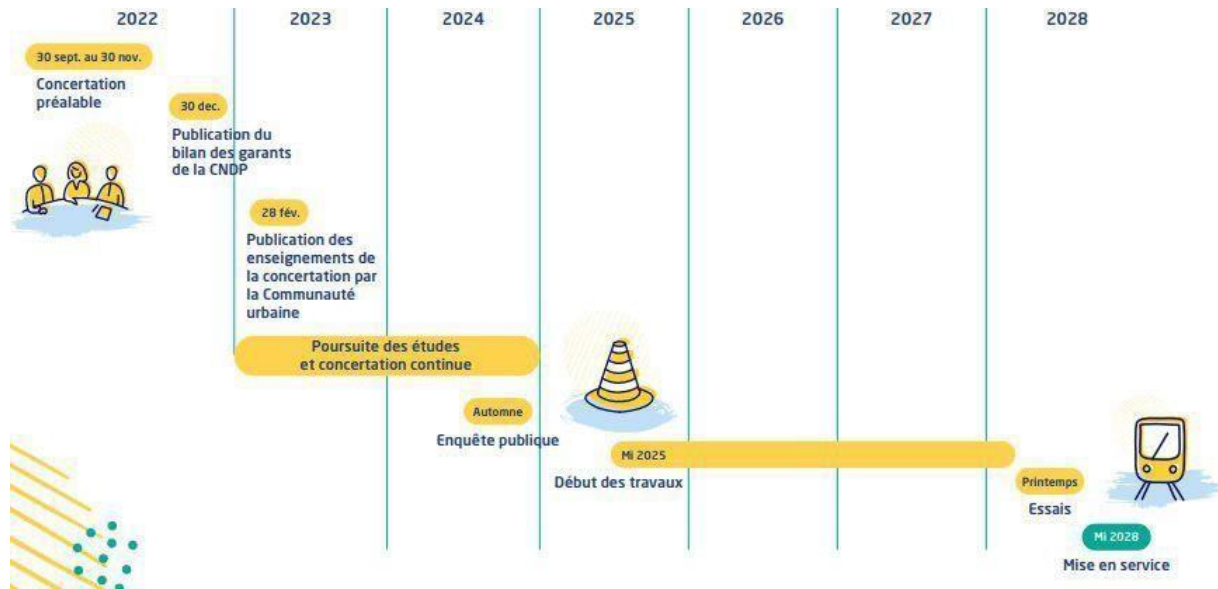 2022 2023 2024 2025 2026 2027 2028
30 sept. au 30 nov.
Concertation
préalable
30 dec.
Publication du
bilan des garants
de la CNDP
28 fév.
Publication des
enseignements de
la concertation par
la Communauté
urbaine
Poursuite des études
et concertation continue
Automne
Enquête publique
Mi 2025
Début des travaux
Printemps
Essais
Mi 2028
Mise en service